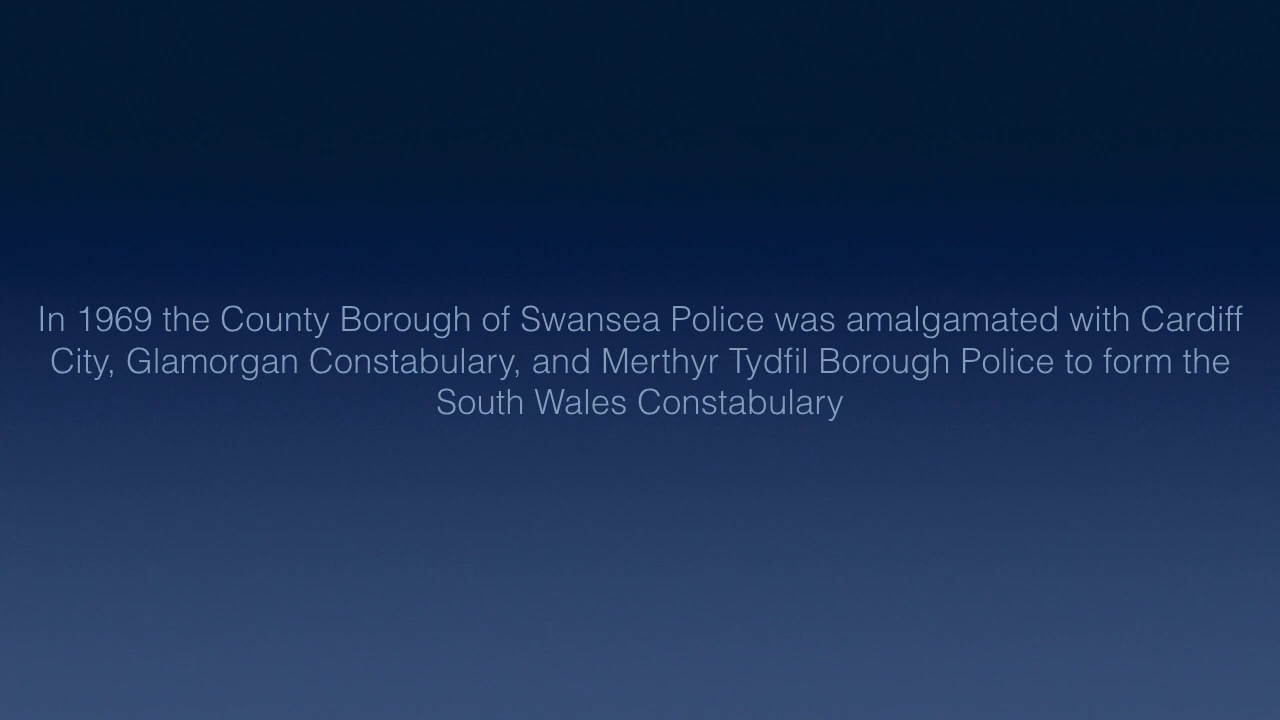 In 1969 the County Borough of Swansea Police was amalgamated with Cardiff
City, Glamorgan Constabulary, and Merthyr Tydfil Borough Police to form the
South Wales Constabulary